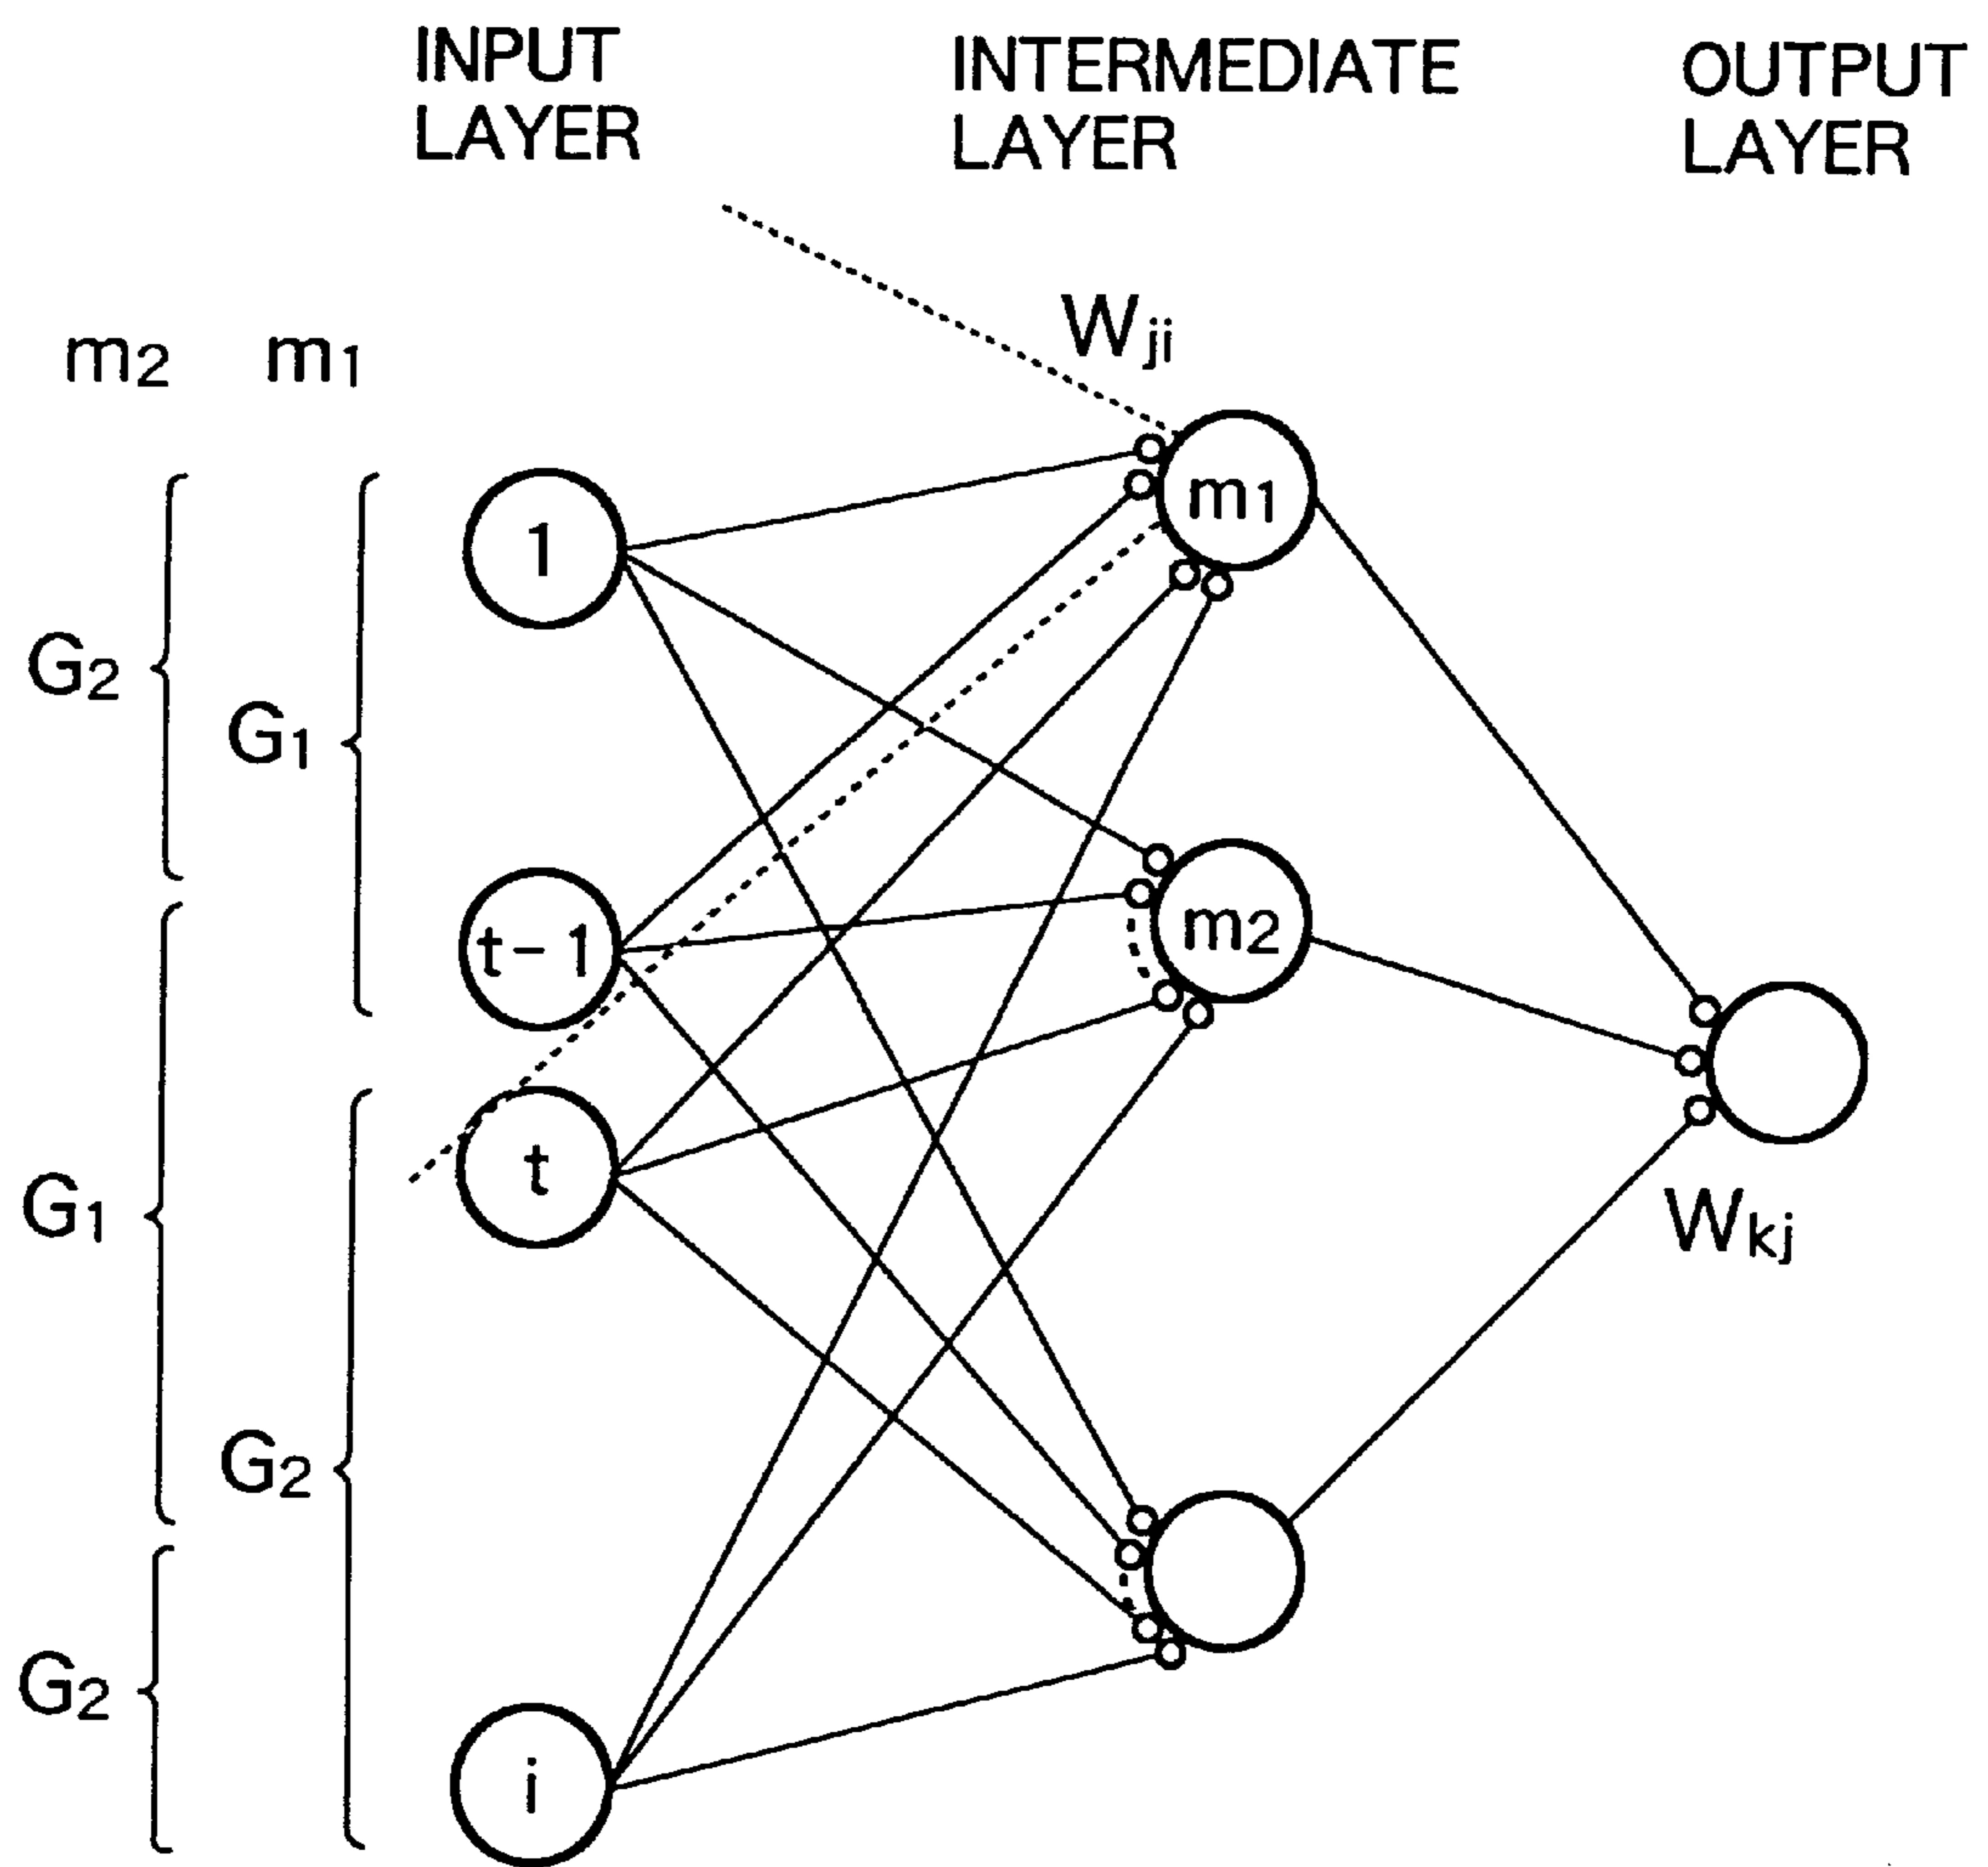 INPUT
LAYER
INTERMEDIATE
LAYER
OUTPUT
LAYER
Wji
m2
m1
m1
1
G2
G1
m2
t-1
t
G1
Wkj
G2
G2
i